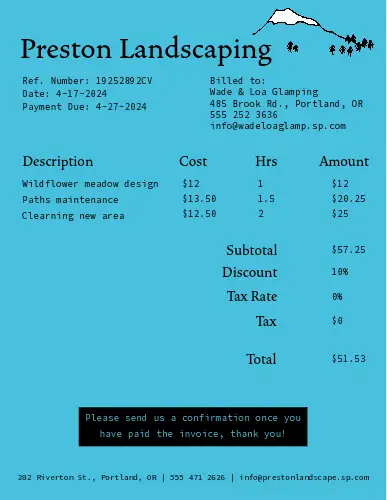 Preston Landscaping
Ref. Number: 19252892CV
Date: 4-17-2024
Payment Due: 4-27-2024
Billed to:
Wade & Loa Glamping
485 Brook Rd., Portland, OR
555 252 3636
info@wadeloaglamp.sp.com
Description Cost Hrs Amount
Wildflower meadow design $12 1 $12
Paths maintenance $13.50 1.5 $20.25
Clearning new area $12.50 2 $25
Subtotal $57.25
Discount 10%
Tax Rate 0%
Tax $0
Total $51.53
Please send us a confirmation once you
have paid the invoice, thank you!
282 Riverton St., Portland, OR | 555 471 2626 | info@prestonlandscape.sp.com